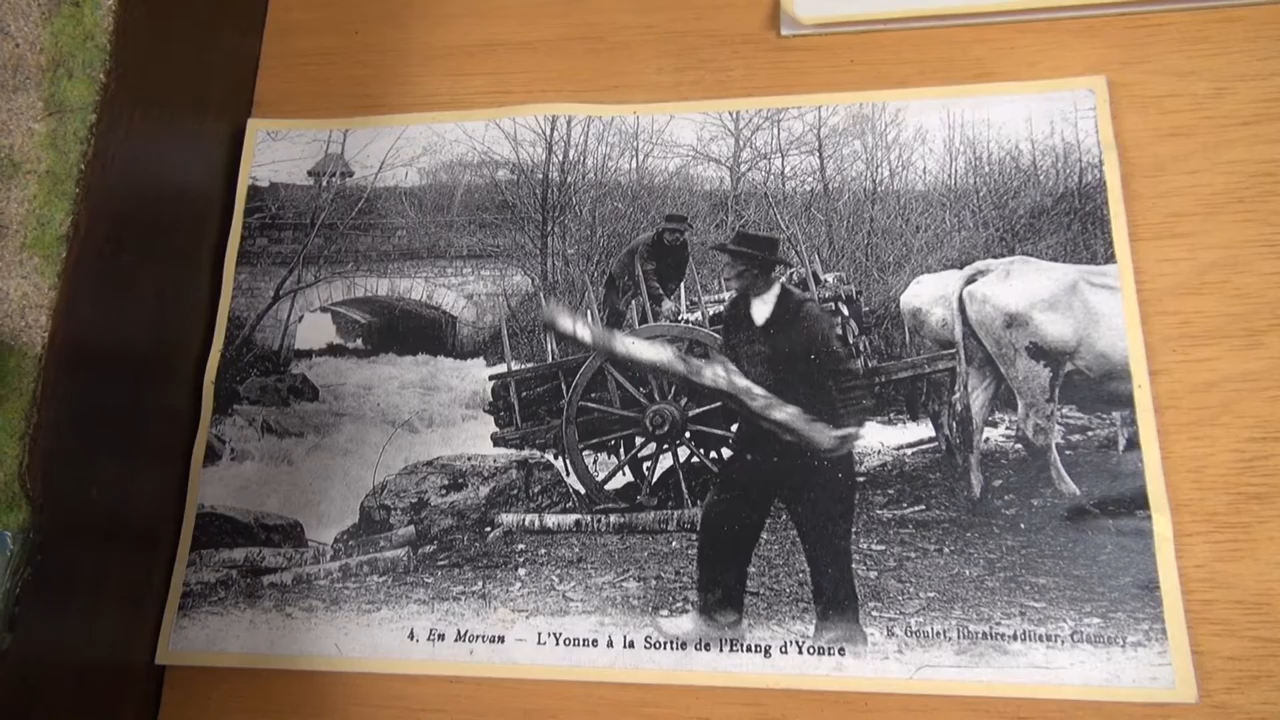 4. En Morvan — L'Yonne à la Sortie de l'Etang d'Yonne
E. Goulet, libraire-éditeur, Clamecy